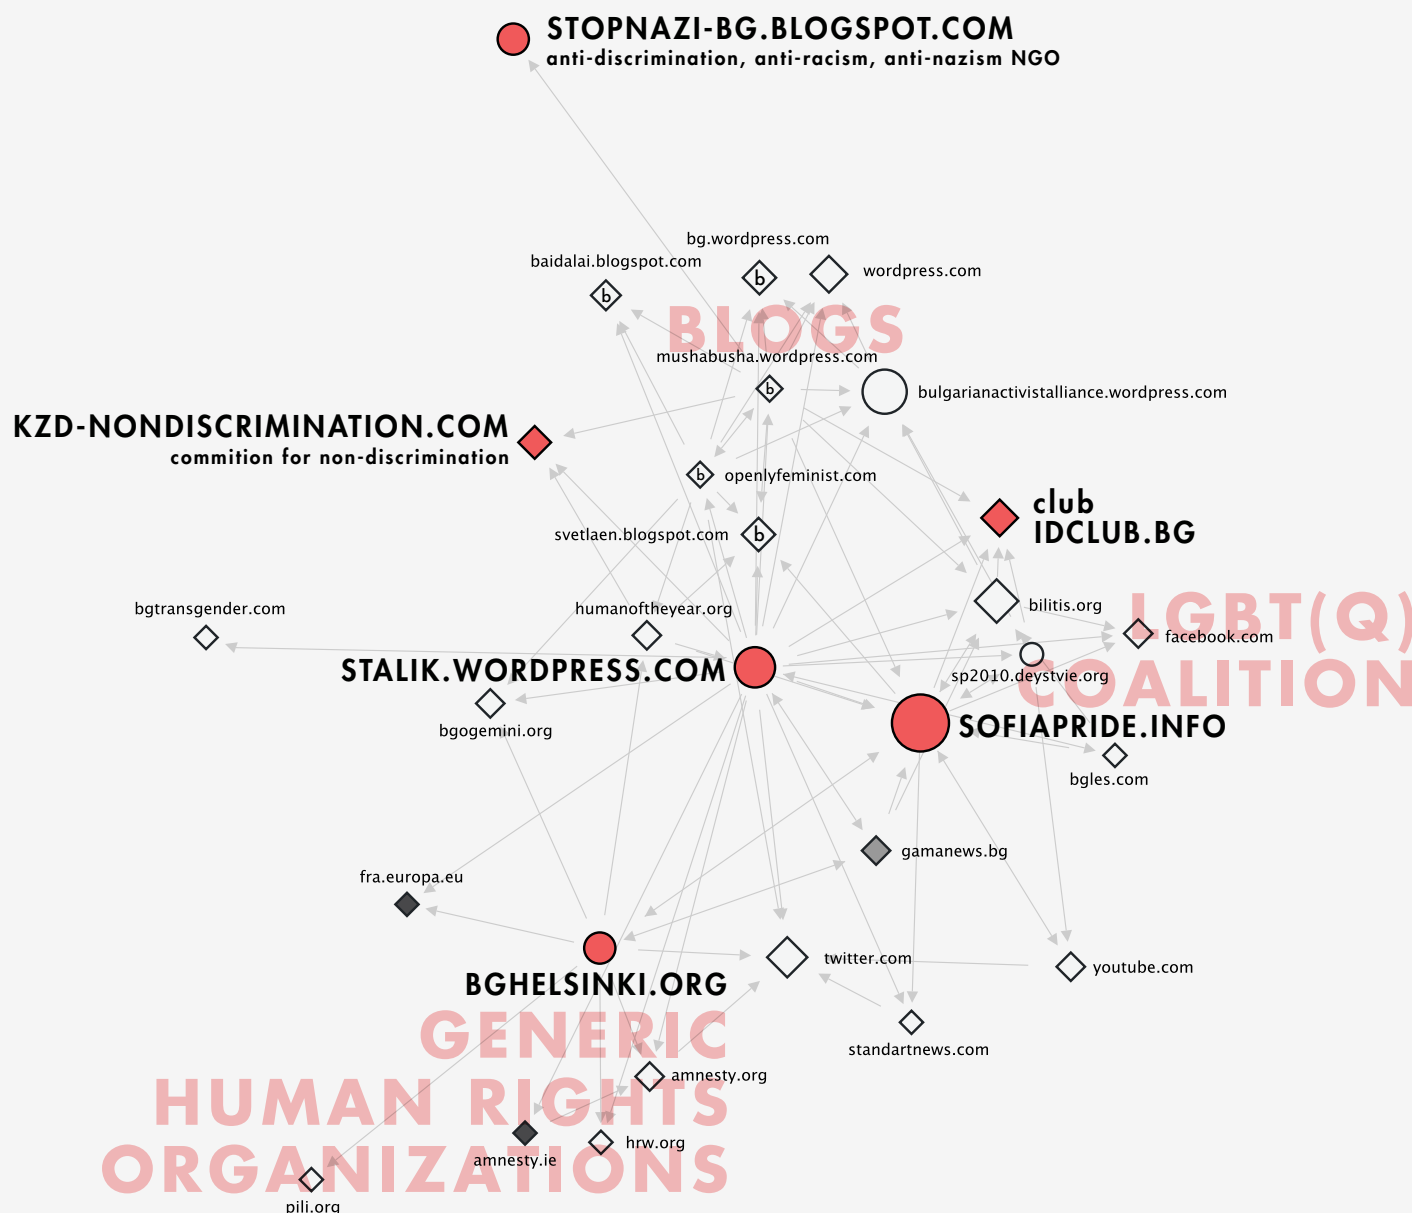 STOPNAZI-BG.BLOGSPOT.COM
anti-discrimination, anti-racism, anti-nazism NGO
bg.wordpress.com
baidalai.blogspot.com
b
wordpress.com
b
BLOGS
mushabusha.wordpress.com
b
bulgarianactivistalliance.wordpress.com
KZD-NONDISCRIMINATION.COM
commition for non-discrimination
b
openlyfeminist.com
club
IDCLUB.BG
svetlaen.blogspot.com
b
bgtransgender.com
humanoftheyear.org
bilitis.org
LGBT(Q)
COALITION
facebook.com
STALIK.WORDPRESS.COM
sp2010.deystvie.org
bgogemini.org
SOFIAPRIDE.INFO
bgles.com
gamanews.bg
fra.europa.eu
twitter.com
youtube.com
BGHELSINKI.ORG
standartnews.com
GENERIC
HUMAN RIGHTS
ORGANIZATIONS
amnesty.org
hrw.org
amnesty.ie
pili.org